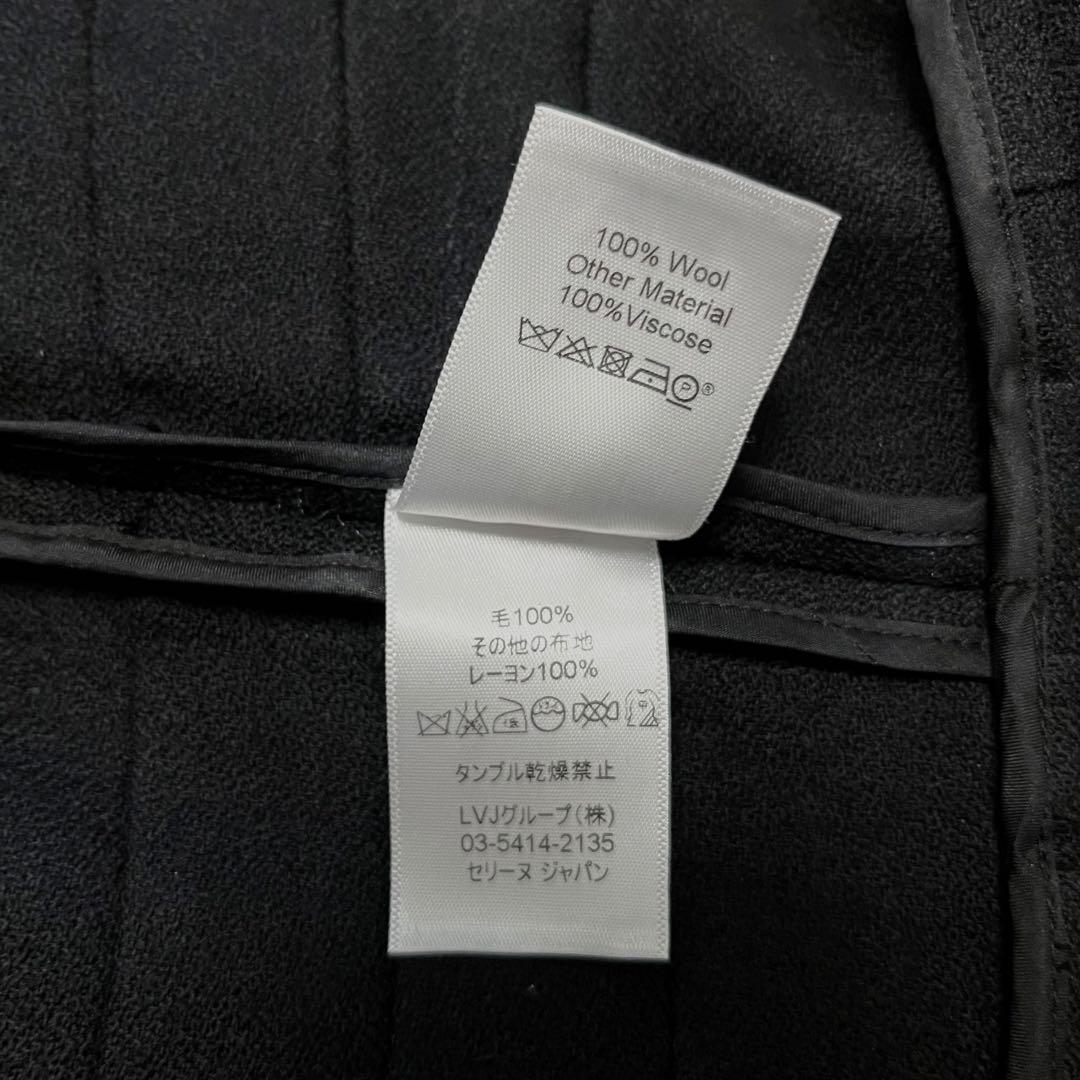 100% Wool
Other Material
100%Viscose
P ®
毛100%
その他の布地
レーヨン100%
タンブル乾燥禁止
LVJグループ(株)
03-5414-2135
セリーヌ ジャパン